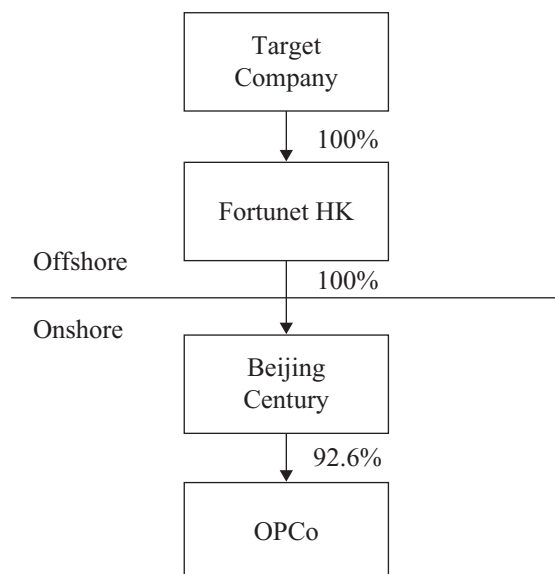 Target
Company
100%
Fortunet HK
Offshore
100%
Onshore
Beijing
Century
92.6%
OPCo